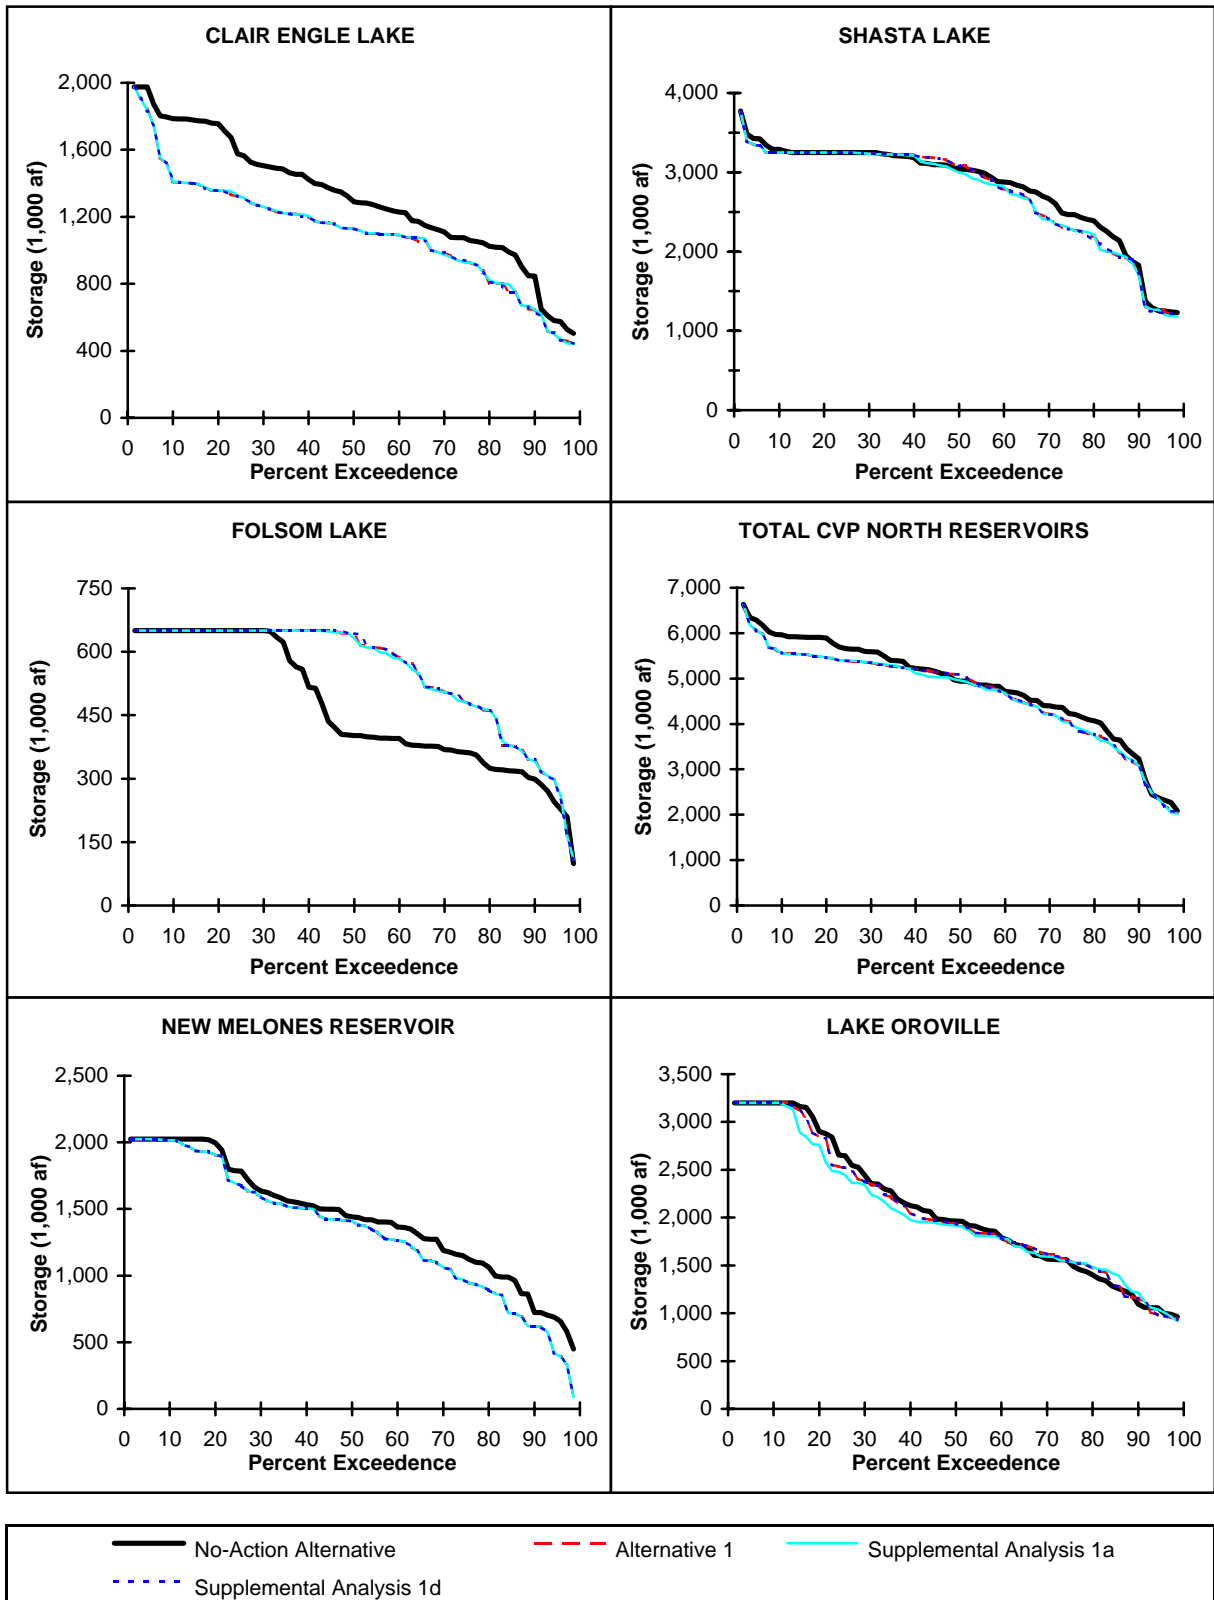 CLAIR ENGLE LAKE
Storage (1,000 af)
2,000
1,600
1,200
800
400
0
0 10 20 30 40 50 60 70 80 90 100
Percent Exceedence
SHASTA LAKE
Storage (1,000 af)
4,000
3,000
2,000
1,000
0
0 10 20 30 40 50 60 70 80 90 100
Percent Exceedence
FOLSOM LAKE
Storage (1,000 af)
750
600
450
300
150
0
0 10 20 30 40 50 60 70 80 90 100
Percent Exceedence
TOTAL CVP NORTH RESERVOIRS
Storage (1,000 af)
7,000
6,000
5,000
4,000
3,000
2,000
1,000
0
0 10 20 30 40 50 60 70 80 90 100
Percent Exceedence
NEW MELONES RESERVOIR
Storage (1,000 af)
2,500
2,000
1,500
1,000
500
0
0 10 20 30 40 50 60 70 80 90 100
Percent Exceedence
LAKE OROVILLE
Storage (1,000 af)
3,500
3,000
2,500
2,000
1,500
1,000
500
0
0 10 20 30 40 50 60 70 80 90 100
Percent Exceedence
No-Action Alternative
Alternative 1
Supplemental Analysis 1a
Supplemental Analysis 1d